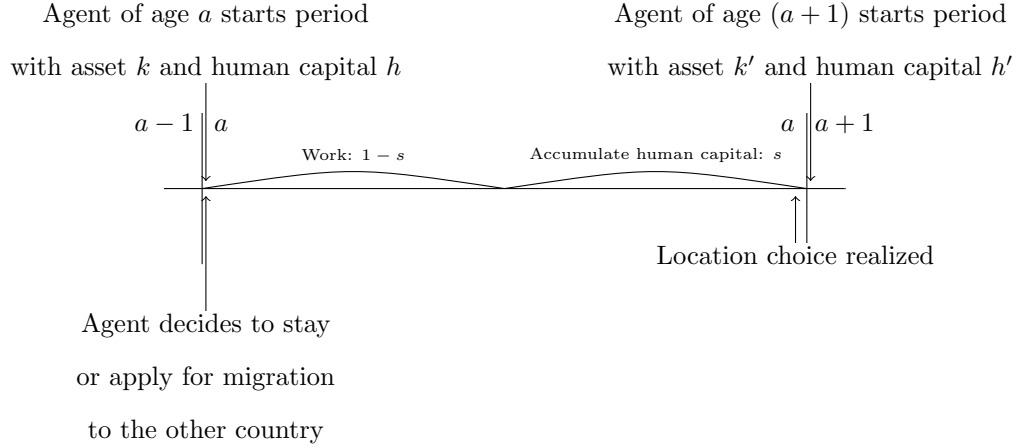 Agent of age a starts period
with asset k and human capital h
Agent of age (a + 1) starts period
with asset k′ and human capital h′
a − 1
a
a
a + 1
Work: 1 − s
Accumulate human capital: s
Location choice realized
Agent decides to stay
or apply for migration
to the other country